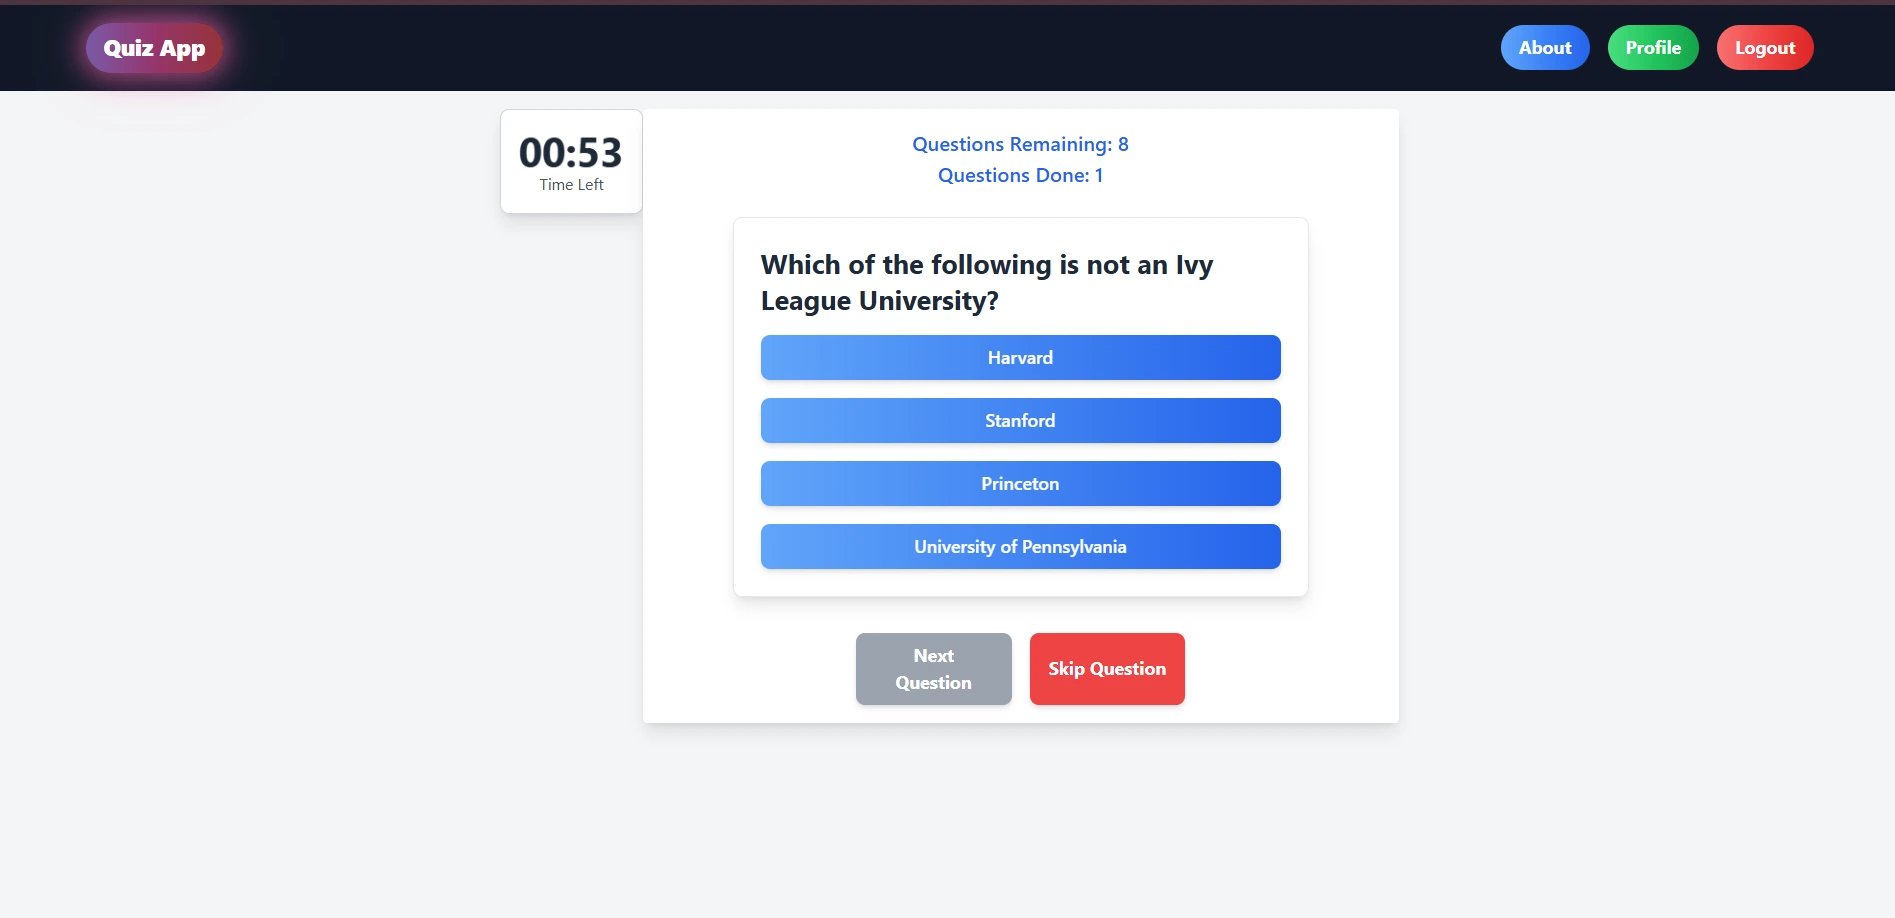 Quiz App
About
Profile
Logout
00:53
Time Left
Questions Remaining: 8
Questions Done: 1
Which of the following is not an Ivy
League University?
Harvard
Stanford
Princeton
University of Pennsylvania
Next
Question
Skip Question